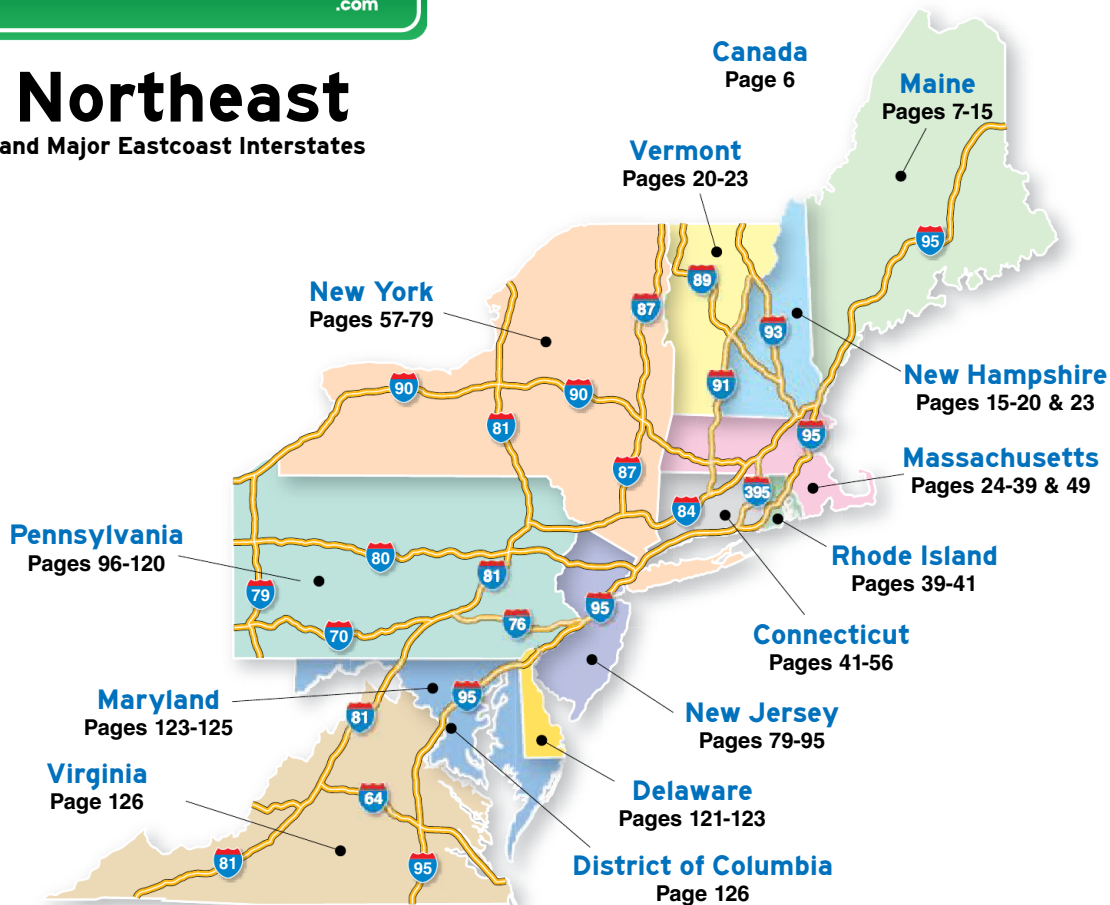 .com
Northeast
and Major Eastcoast Interstates
Canada
Page 6
Maine
Pages 7-15
Vermont
Pages 20-23
95
89
New York
Pages 57-79
87
93
New Hampshire
Pages 15-20 & 23
91
90
90
81
95
Massachusetts
Pages 24-39 & 49
87
395
84
Pennsylvania
Pages 96-120
80
Rhode Island
Pages 39-41
81
79
95
76
70
Connecticut
Pages 41-56
Maryland
Pages 123-125
95
81
New Jersey
Pages 79-95
Virginia
Page 126
64
Delaware
Pages 121-123
81
95
District of Columbia
Page 126